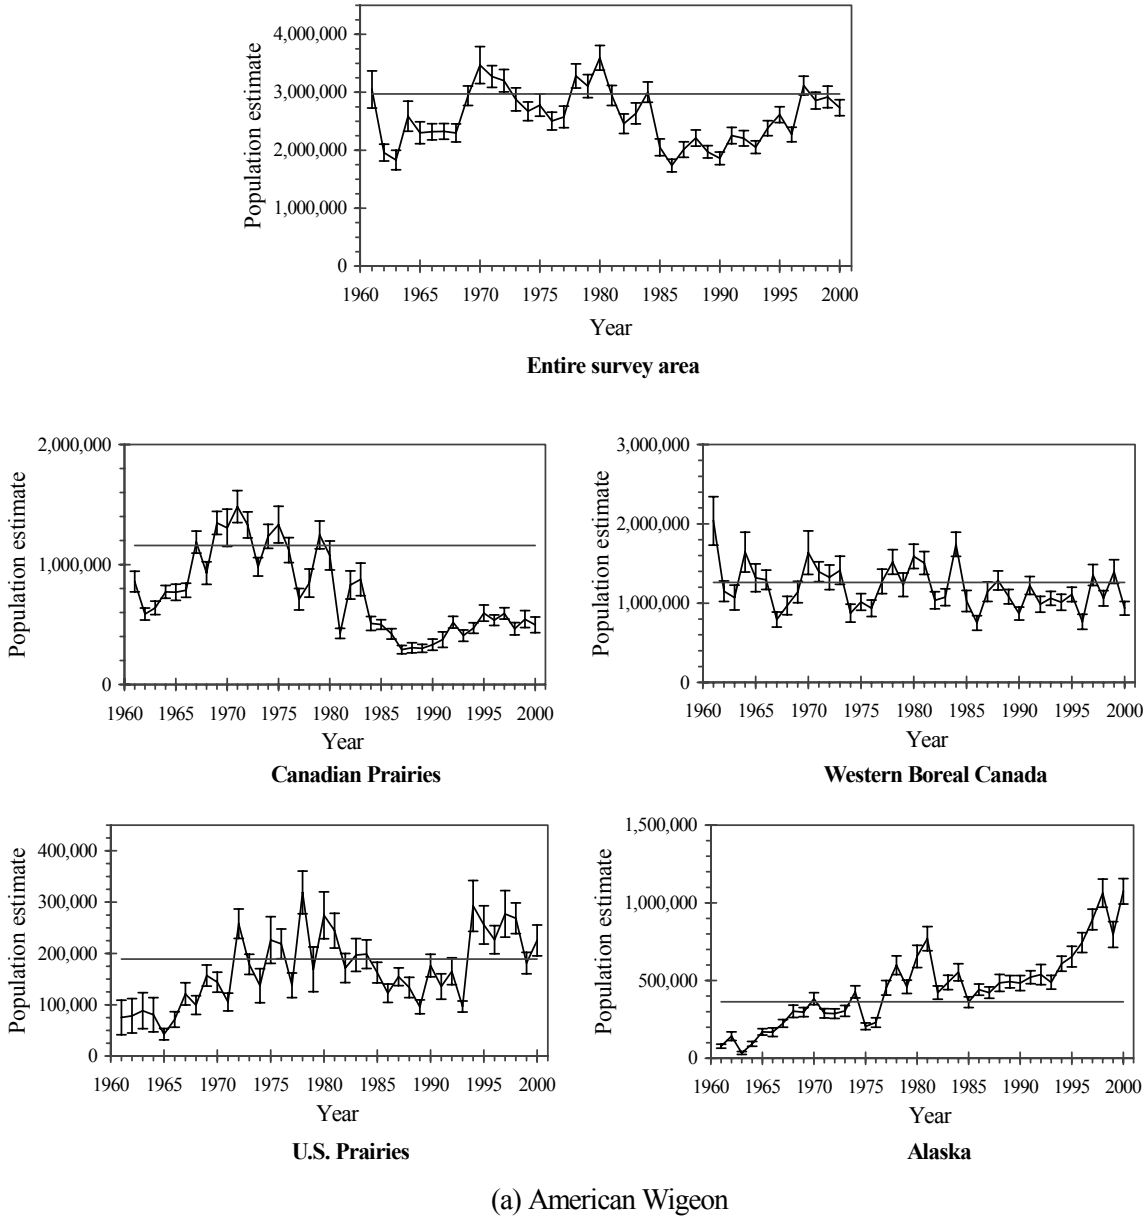 4,000,000
3,000,000
2,000,000
1,000,000
0
Population estimate
1960 1965 1970 1975 1980 1985 1990 1995 2000
Year
Entire survey area
2,000,000
1,000,000
0
Population estimate
1960 1965 1970 1975 1980 1985 1990 1995 2000
Year
Canadian Prairies
3,000,000
2,000,000
1,000,000
0
Population estimate
1960 1965 1970 1975 1980 1985 1990 1995 2000
Year
Western Boreal Canada
400,000
300,000
200,000
100,000
0
Population estimate
1960 1965 1970 1975 1980 1985 1990 1995 2000
Year
U.S. Prairies
1,500,000
1,000,000
500,000
0
Population estimate
1960 1965 1970 1975 1980 1985 1990 1995 2000
Year
Alaska
(a) American Wigeon